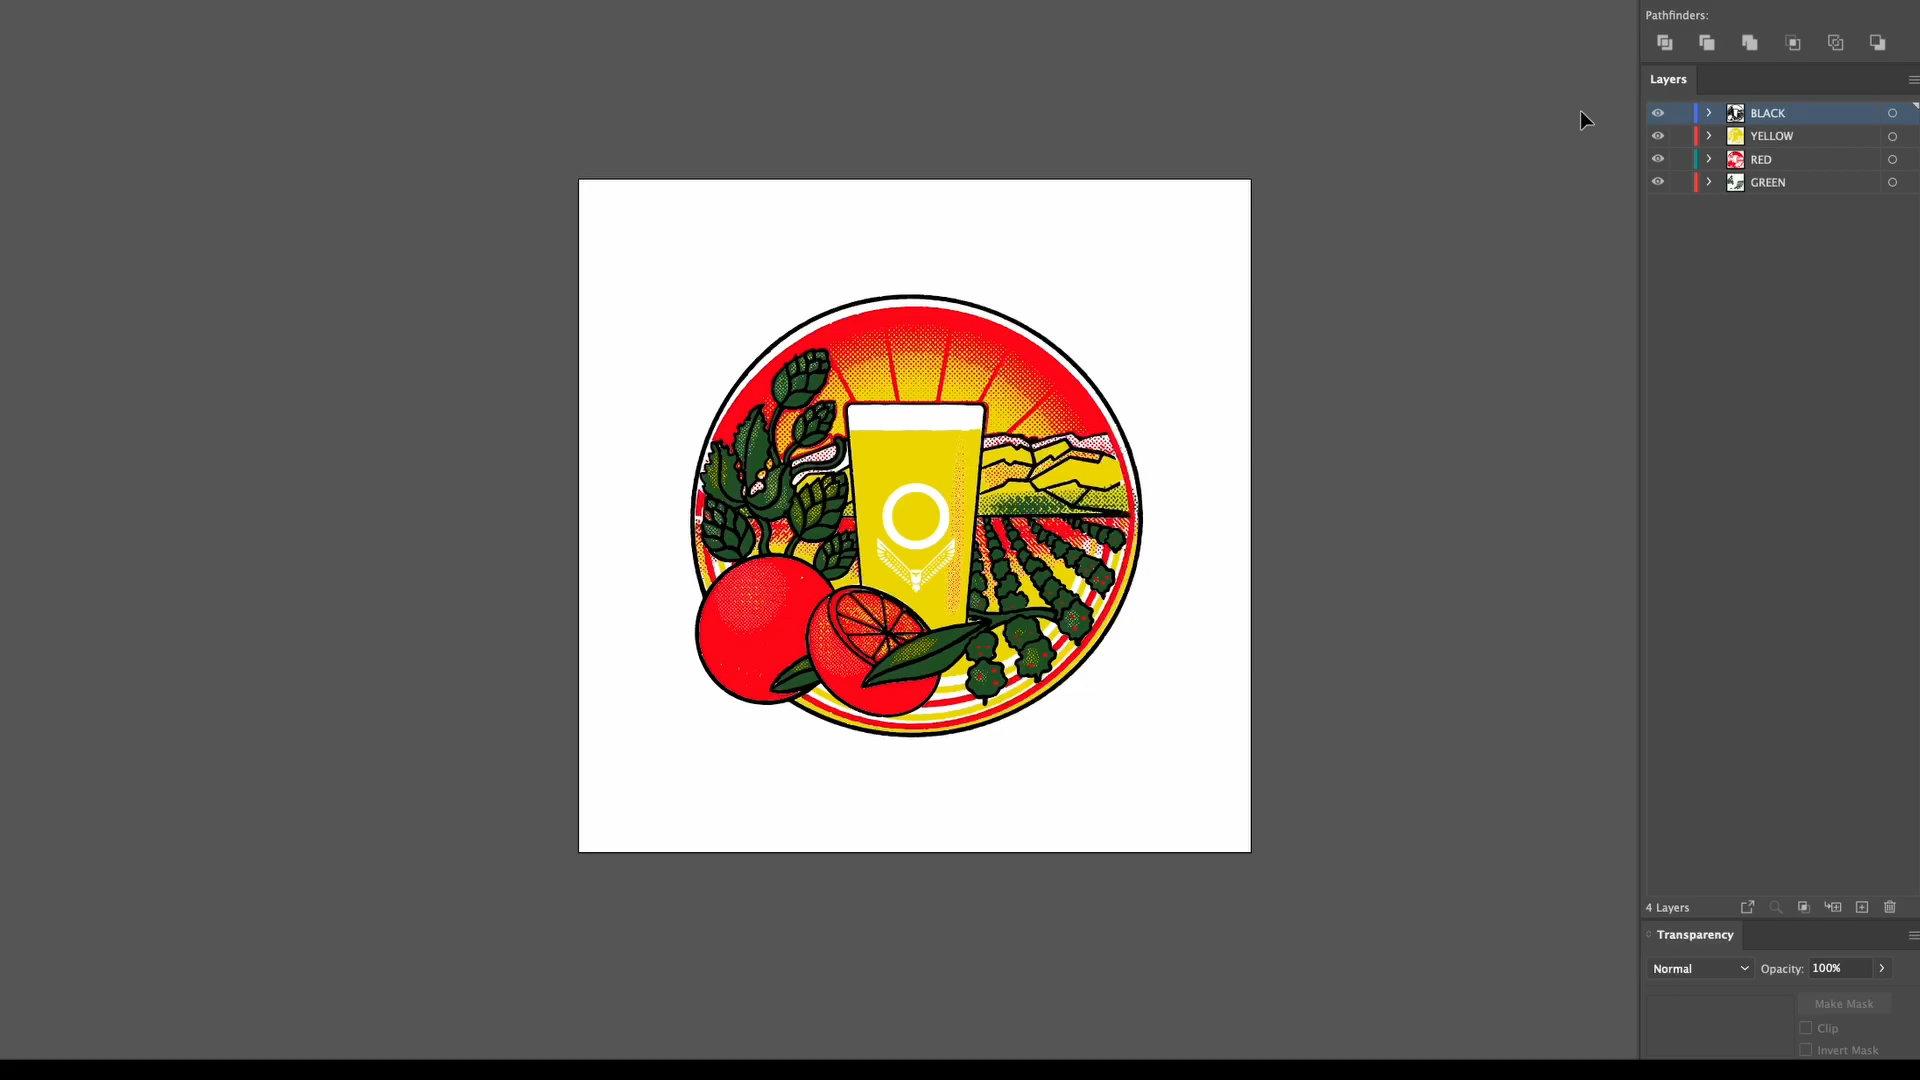 Pathfinders:
Layers
BLACK
YELLOW
RED
GREEN
4 Layers
Transparency
Normal
Opacity: 100%
Make Mask
Clip
Invert Mask